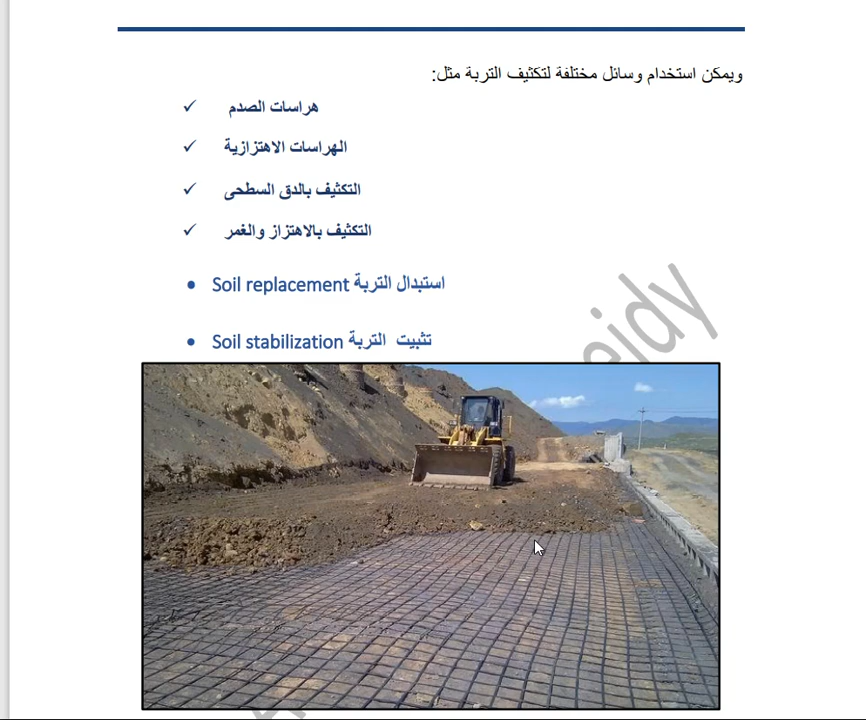 ويمكن استخدام وسائل مختلفة لتكثيف التربة مثل:
✓ هراسات الصدم
✓ الهراسات الاهتزازية
✓ التكثيف بالدق السطحى
✓ التكثيف بالاهتزاز والغمر
• Soil replacement استبدال التربة
• Soil stabilization تثبيت التربة